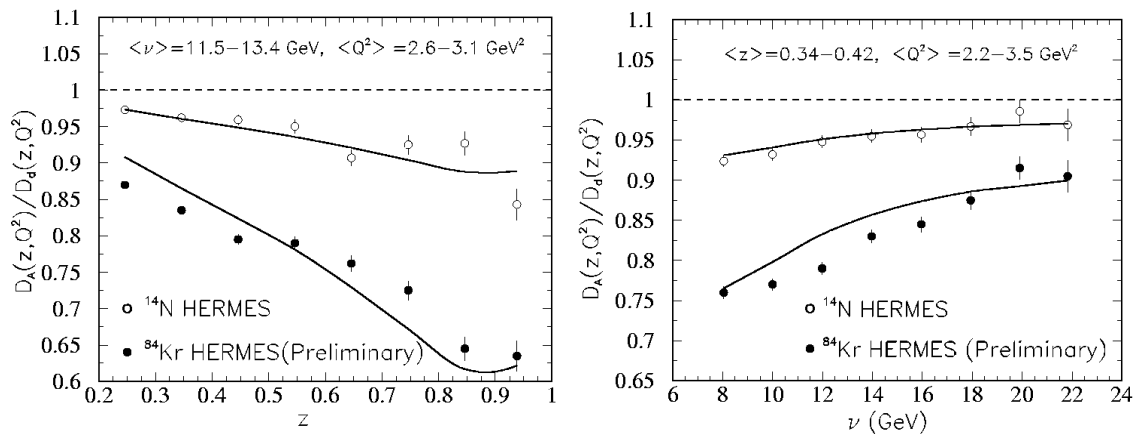 <ν>=11.5–13.4 GeV, <Q²>=2.6–3.1 GeV²
D_A(z,Q²)/D_d(z,Q²)
1.1
1.05
1
0.95
0.9
0.85
0.8
0.75
0.7
0.65
0.6
¹⁴N HERMES
⁸⁴Kr HERMES(Preliminary)
0.2 0.3 0.4 0.5 0.6 0.7 0.8 0.9 1
z
<z>=0.34–0.42, <Q²>=2.2–3.5 GeV²
D_A(z,Q²)/D_d(z,Q²)
1.1
1.05
1
0.95
0.9
0.85
0.8
0.75
0.7
0.65
¹⁴N HERMES
⁸⁴Kr HERMES (Preliminary)
6 8 10 12 14 16 18 20 22 24
ν (GeV)